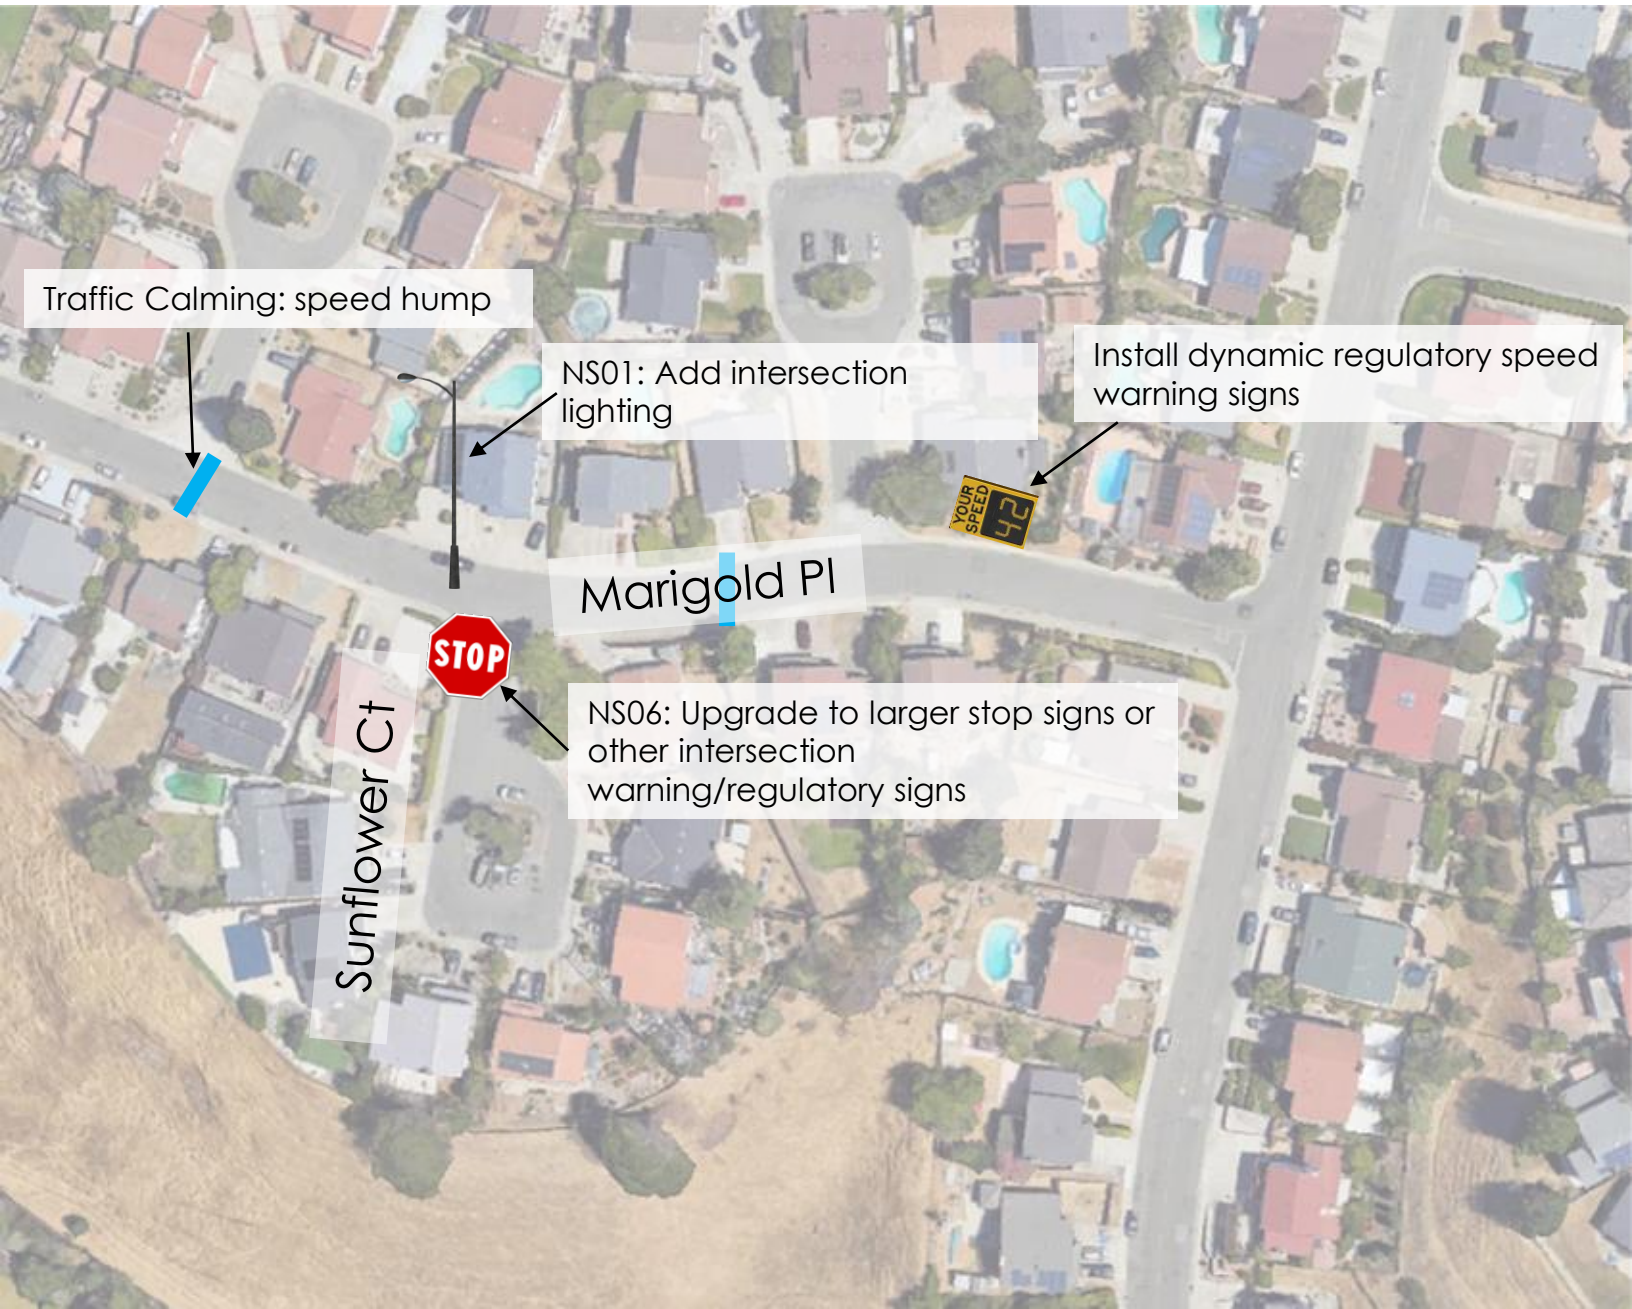 Traffic Calming: speed hump
NS01: Add intersection
lighting
Install dynamic regulatory speed
warning signs
YOUR
SPEED
42
Marigold Pl
STOP
NS06: Upgrade to larger stop signs or
other intersection
warning/regulatory signs
Sunflower Ct